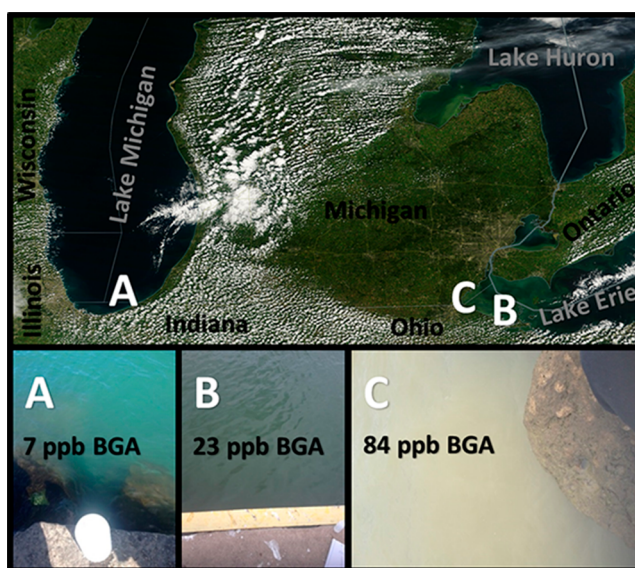 Lake Huron
Wisconsin
Lake Michigan
Michigan
Ontario
Illinois
A
C
B
Lake Erie
Indiana
Ohio
A
B
C
7 ppb BGA
23 ppb BGA
84 ppb BGA